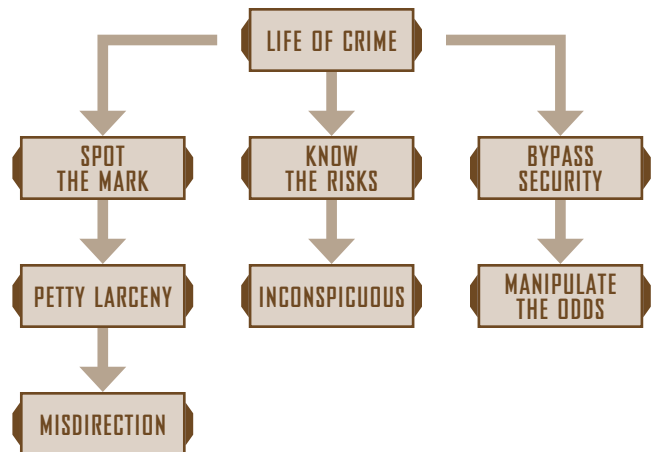 LIFE OF CRIME
SPOT
THE MARK
KNOW
THE RISKS
BYPASS
SECURITY
PETTY LARCENY
INCONSPICUOUS
MANIPULATE
THE ODDS
MISDIRECTION